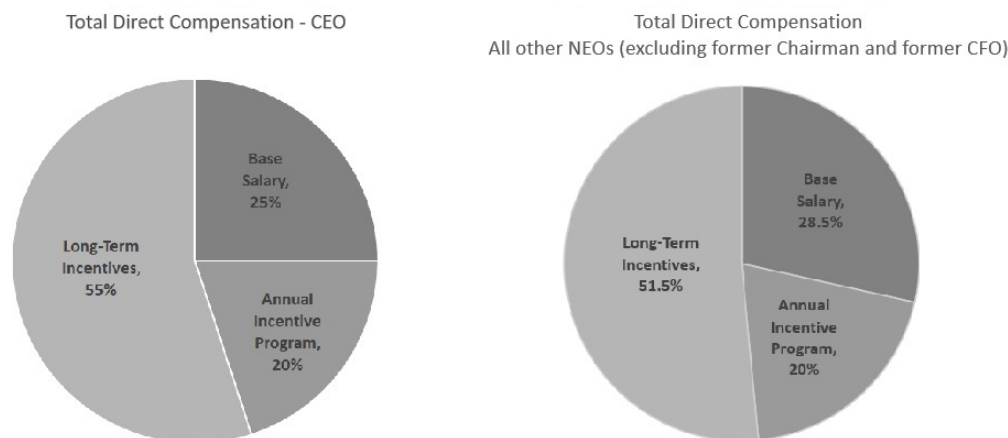 Total Direct Compensation - CEO
Base
Salary,
25%
Long-Term
Incentives,
55%
Annual
Incentive
Program,
20%
Total Direct Compensation
All other NEOs (excluding former Chairman and former CFO)
Base
Salary,
28.5%
Long-Term
Incentives,
51.5%
Annual
Incentive
Program,
20%